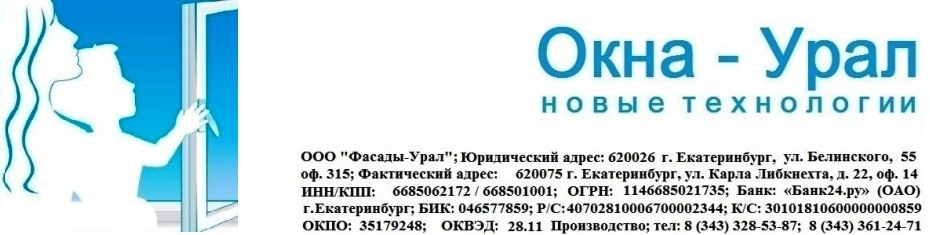 Окна - Урал
новые технологии
ООО "Фасады-Урал"; Юридический адрес: 620026 г. Екатеринбург, ул. Белинского, 55
оф. 315; Фактический адрес: 620075 г. Екатеринбург, ул. Карла Либкнехта, д. 22, оф. 14
ИНН/КПП: 6685062172 / 668501001; ОГРН: 1146685021735; Банк: «Банк24.ру» (ОАО)
г.Екатеринбург; БИК: 046577859; Р/С:40702810006700002344; К/С: 30101810600000000859
ОКПО: 35179248; ОКВЭД: 28.11 Производство; тел: 8 (343) 328-53-87; 8 (343) 361-24-71